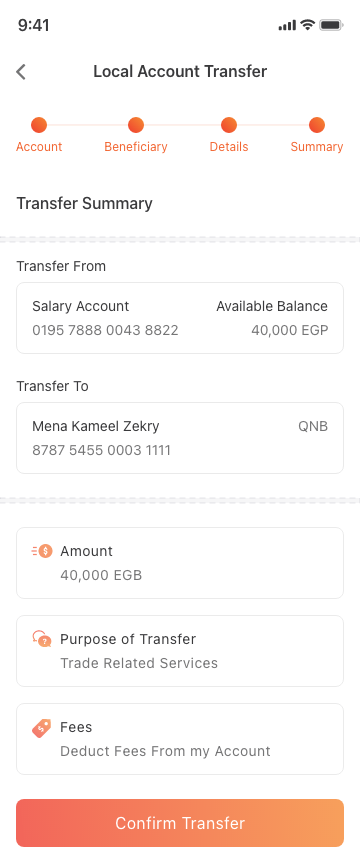 9:41
Local Account Transfer
Account Beneficiary Details Summary
Transfer Summary
Transfer From
Salary Account Available Balance
0195 7888 0043 8822 40,000 EGP
Transfer To
Mena Kameel Zekry QNB
8787 5455 0003 1111
Amount
40,000 EGB
Purpose of Transfer
Trade Related Services
Fees
Deduct Fees From my Account
Confirm Transfer